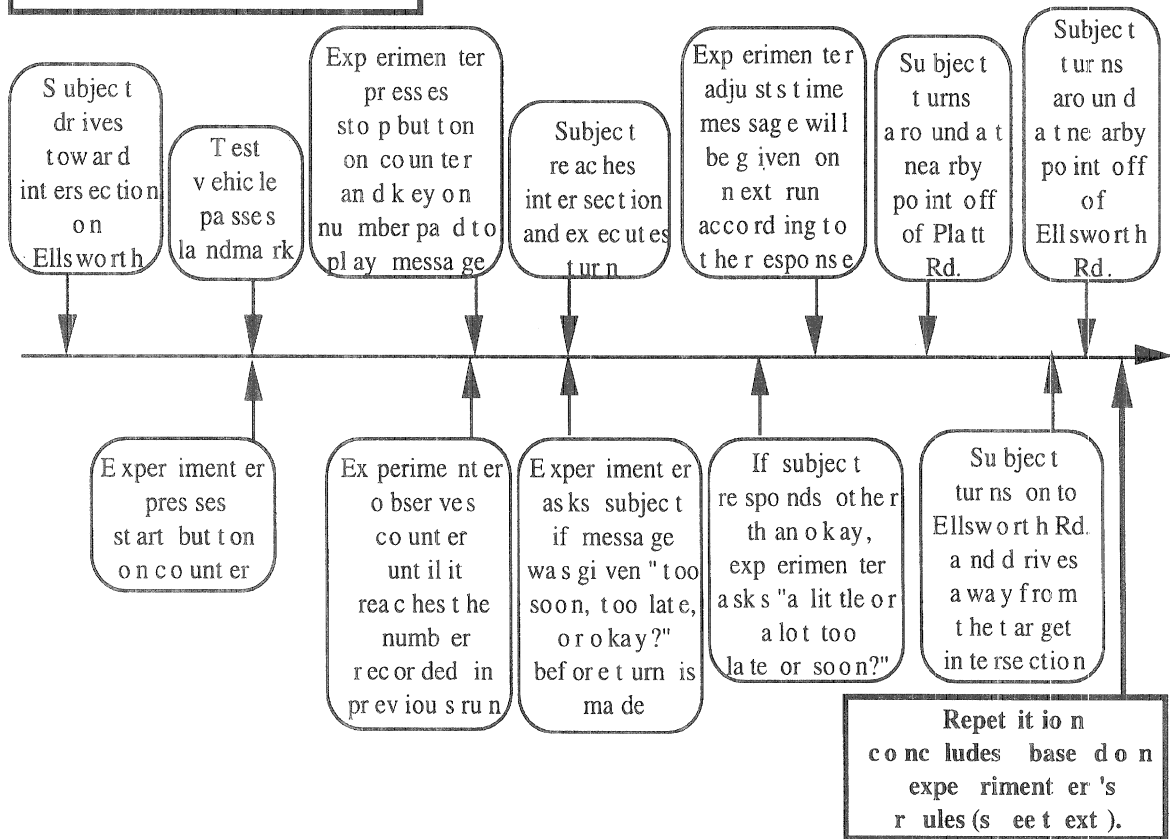 Subject
drives
toward
intersection
on
Ellsworth
Test
vehicle
passes
landmark
Experimenter
presses
stop button
on counter
and key on
number pad to
play message
Subject
reaches
intersection
and executes
turn
Experimenter
adjusts time
message will
be given on
next run
according to
the response
Subject
turns
around at
nearby
point off
of Platt
Rd.
Subject
turns
around
at nearby
point off
of
Ellsworth
Rd.
Experimenter
presses
start button
on counter
Experimenter
observes
counter
until it
reaches the
number
recorded in
previous run
Experimenter
asks subject
if message
was given "too
soon, too late,
or okay?"
before turn is
made
If subject
responds other
than okay,
experimenter
asks "a little or
a lot too
late or soon?"
Subject
turns onto
Ellsworth Rd.
and drives
away from
the target
intersection
Repetition
concludes based on
experimenter's
rules (see text).